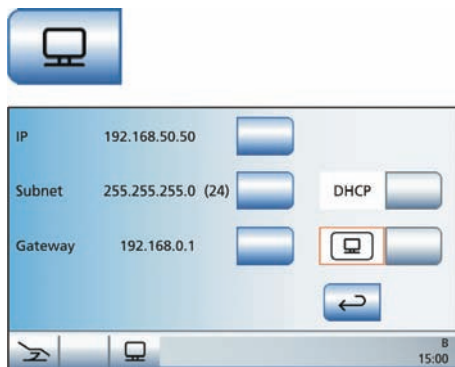 IP 192.168.50.50
Subnet 255.255.255.0 (24) DHCP
Gateway 192.168.0.1
B
15:00